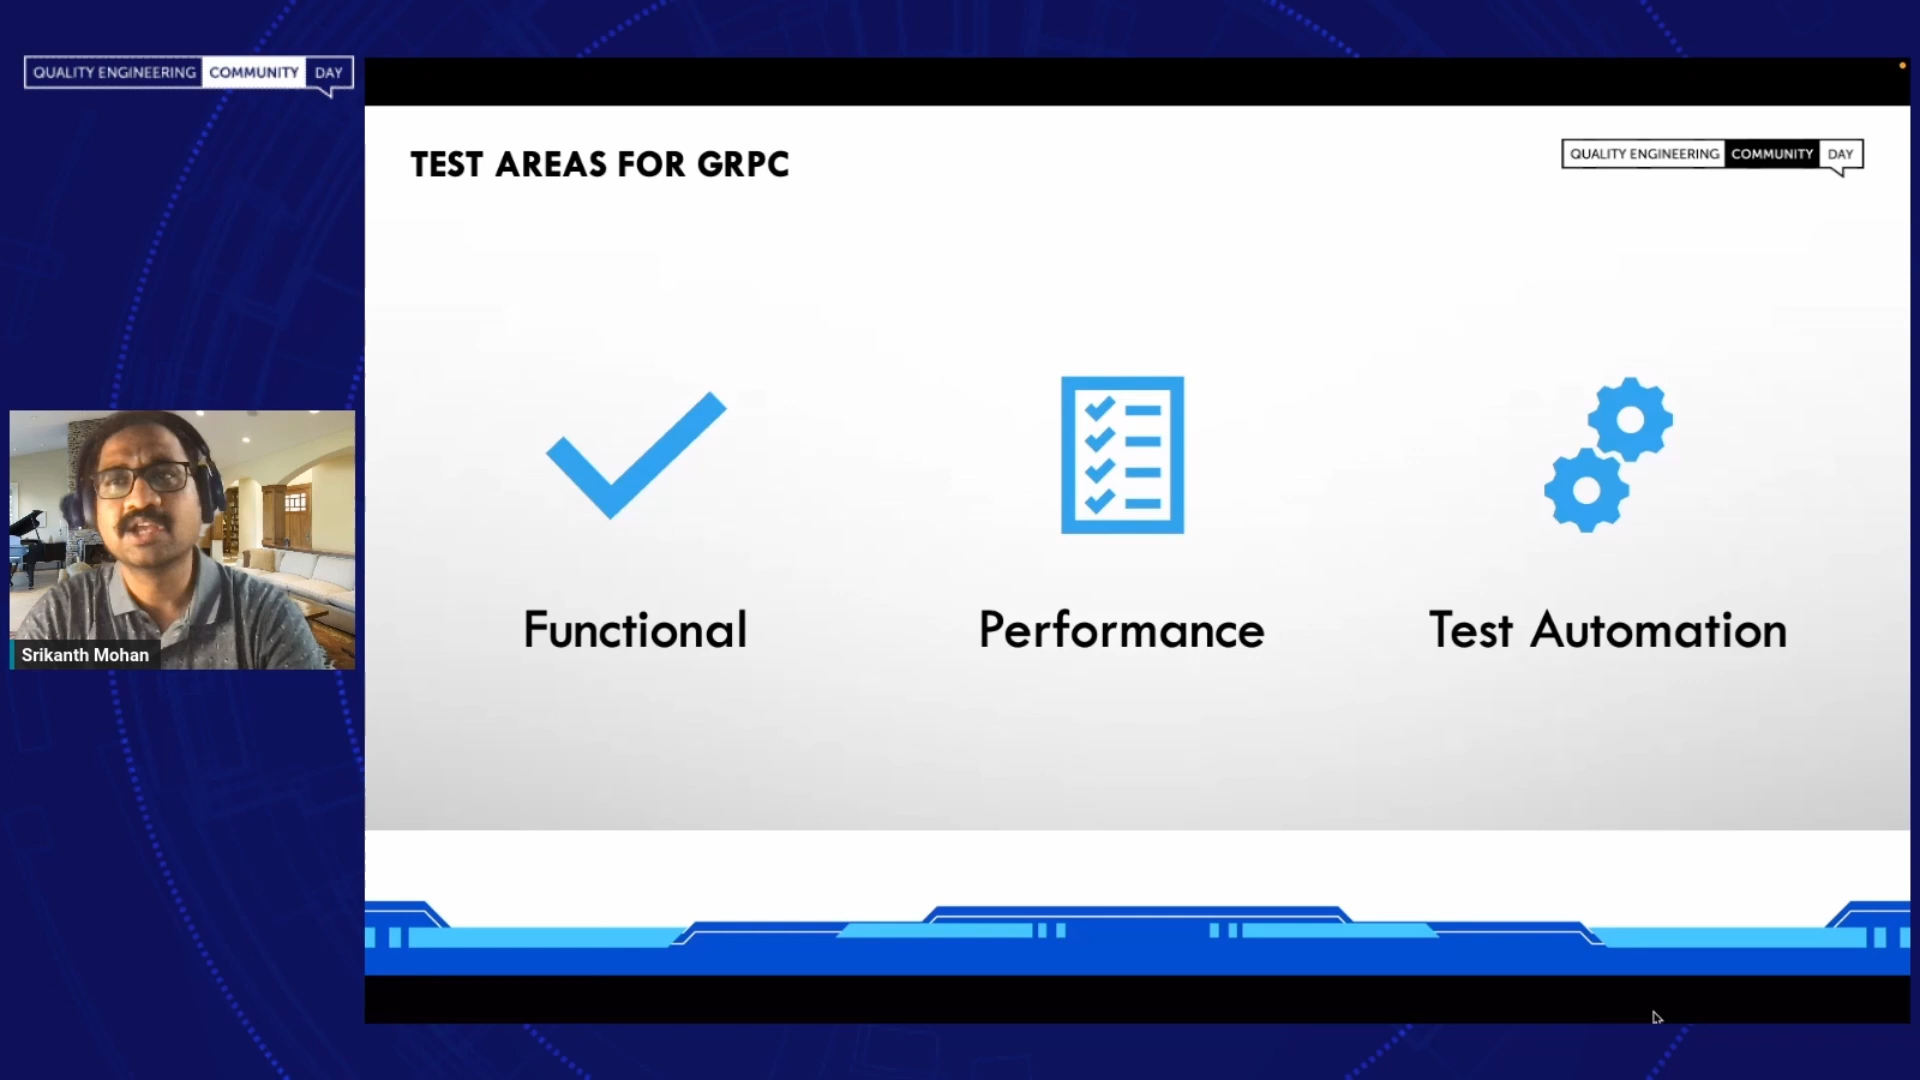 QUALITY ENGINEERING COMMUNITY DAY
TEST AREAS FOR GRPC
QUALITY ENGINEERING COMMUNITY DAY
Functional
Performance
Test Automation
Srikanth Mohan